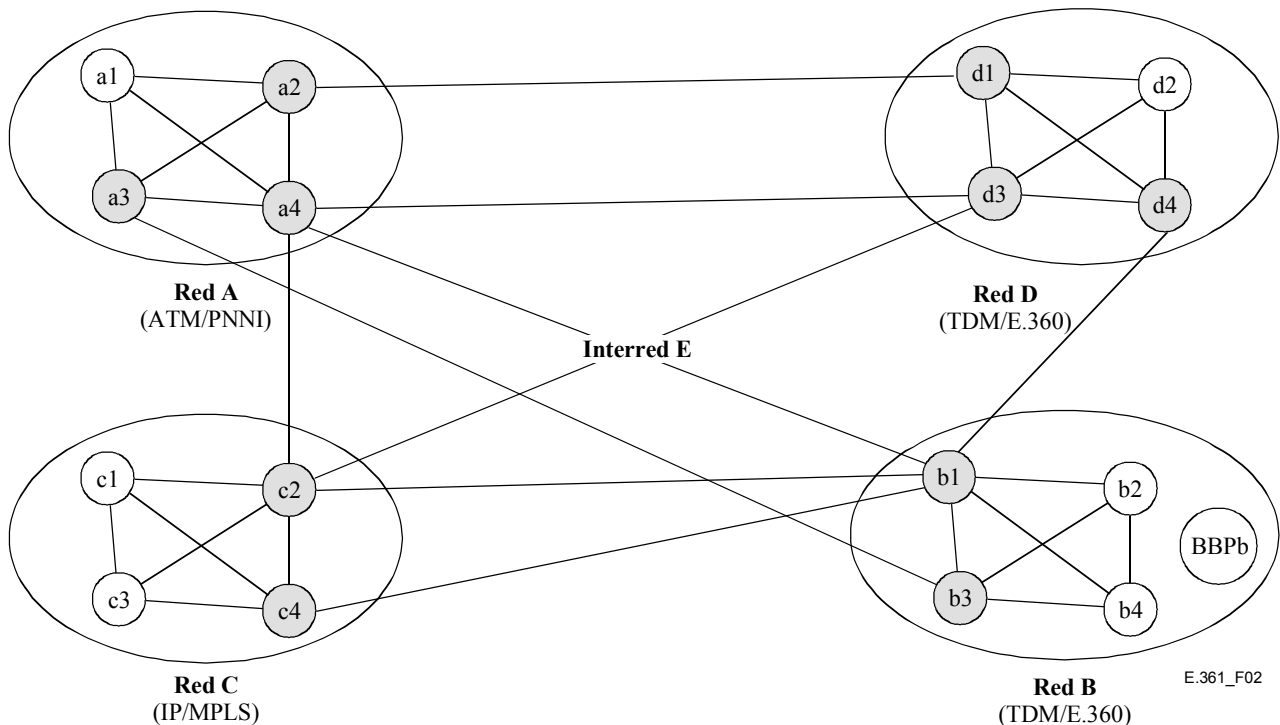 a1
a2
d1
d2
a3
a4
d3
d4
Red A
(ATM/PNNI)
Red D
(TDM/E.360)
Interred E
c1
c2
b1
b2
BBPb
c3
c4
b3
b4
Red C
(IP/MPLS)
Red B
(TDM/E.360)
E.361_F02